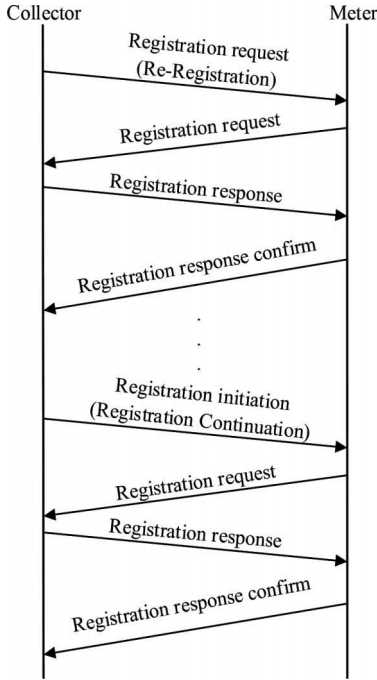 Collector
Meter
Registration request
(Re-Registration)
Registration request
Registration response
Registration response confirm
Registration initiation
(Registration Continuation)
Registration request
Registration response
Registration response confirm